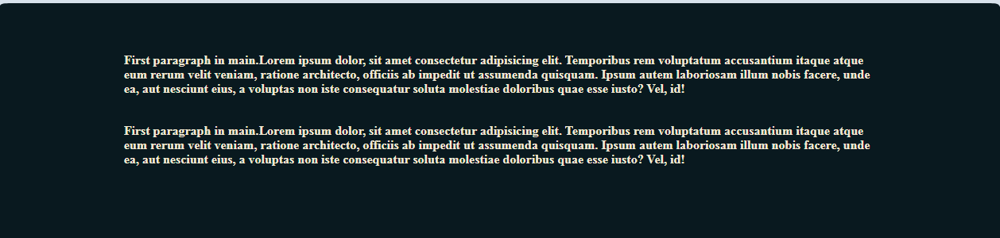 First paragraph in main.Lorem ipsum dolor, sit amet consectetur adipisicing elit. Temporibus rem voluptatum accusantium itaque atque
eum rerum velit veniam, ratione architecto, officiis ab impedit ut assumenda quisquam. Ipsum autem laboriosam illum nobis facere, unde
ea, aut nesciunt eius, a voluptas non iste consequatur soluta molestiae doloribus quae esse iusto? Vel, id!
First paragraph in main.Lorem ipsum dolor, sit amet consectetur adipisicing elit. Temporibus rem voluptatum accusantium itaque atque
eum rerum velit veniam, ratione architecto, officiis ab impedit ut assumenda quisquam. Ipsum autem laboriosam illum nobis facere, unde
ea, aut nesciunt eius, a voluptas non iste consequatur soluta molestiae doloribus quae esse iusto? Vel, id!